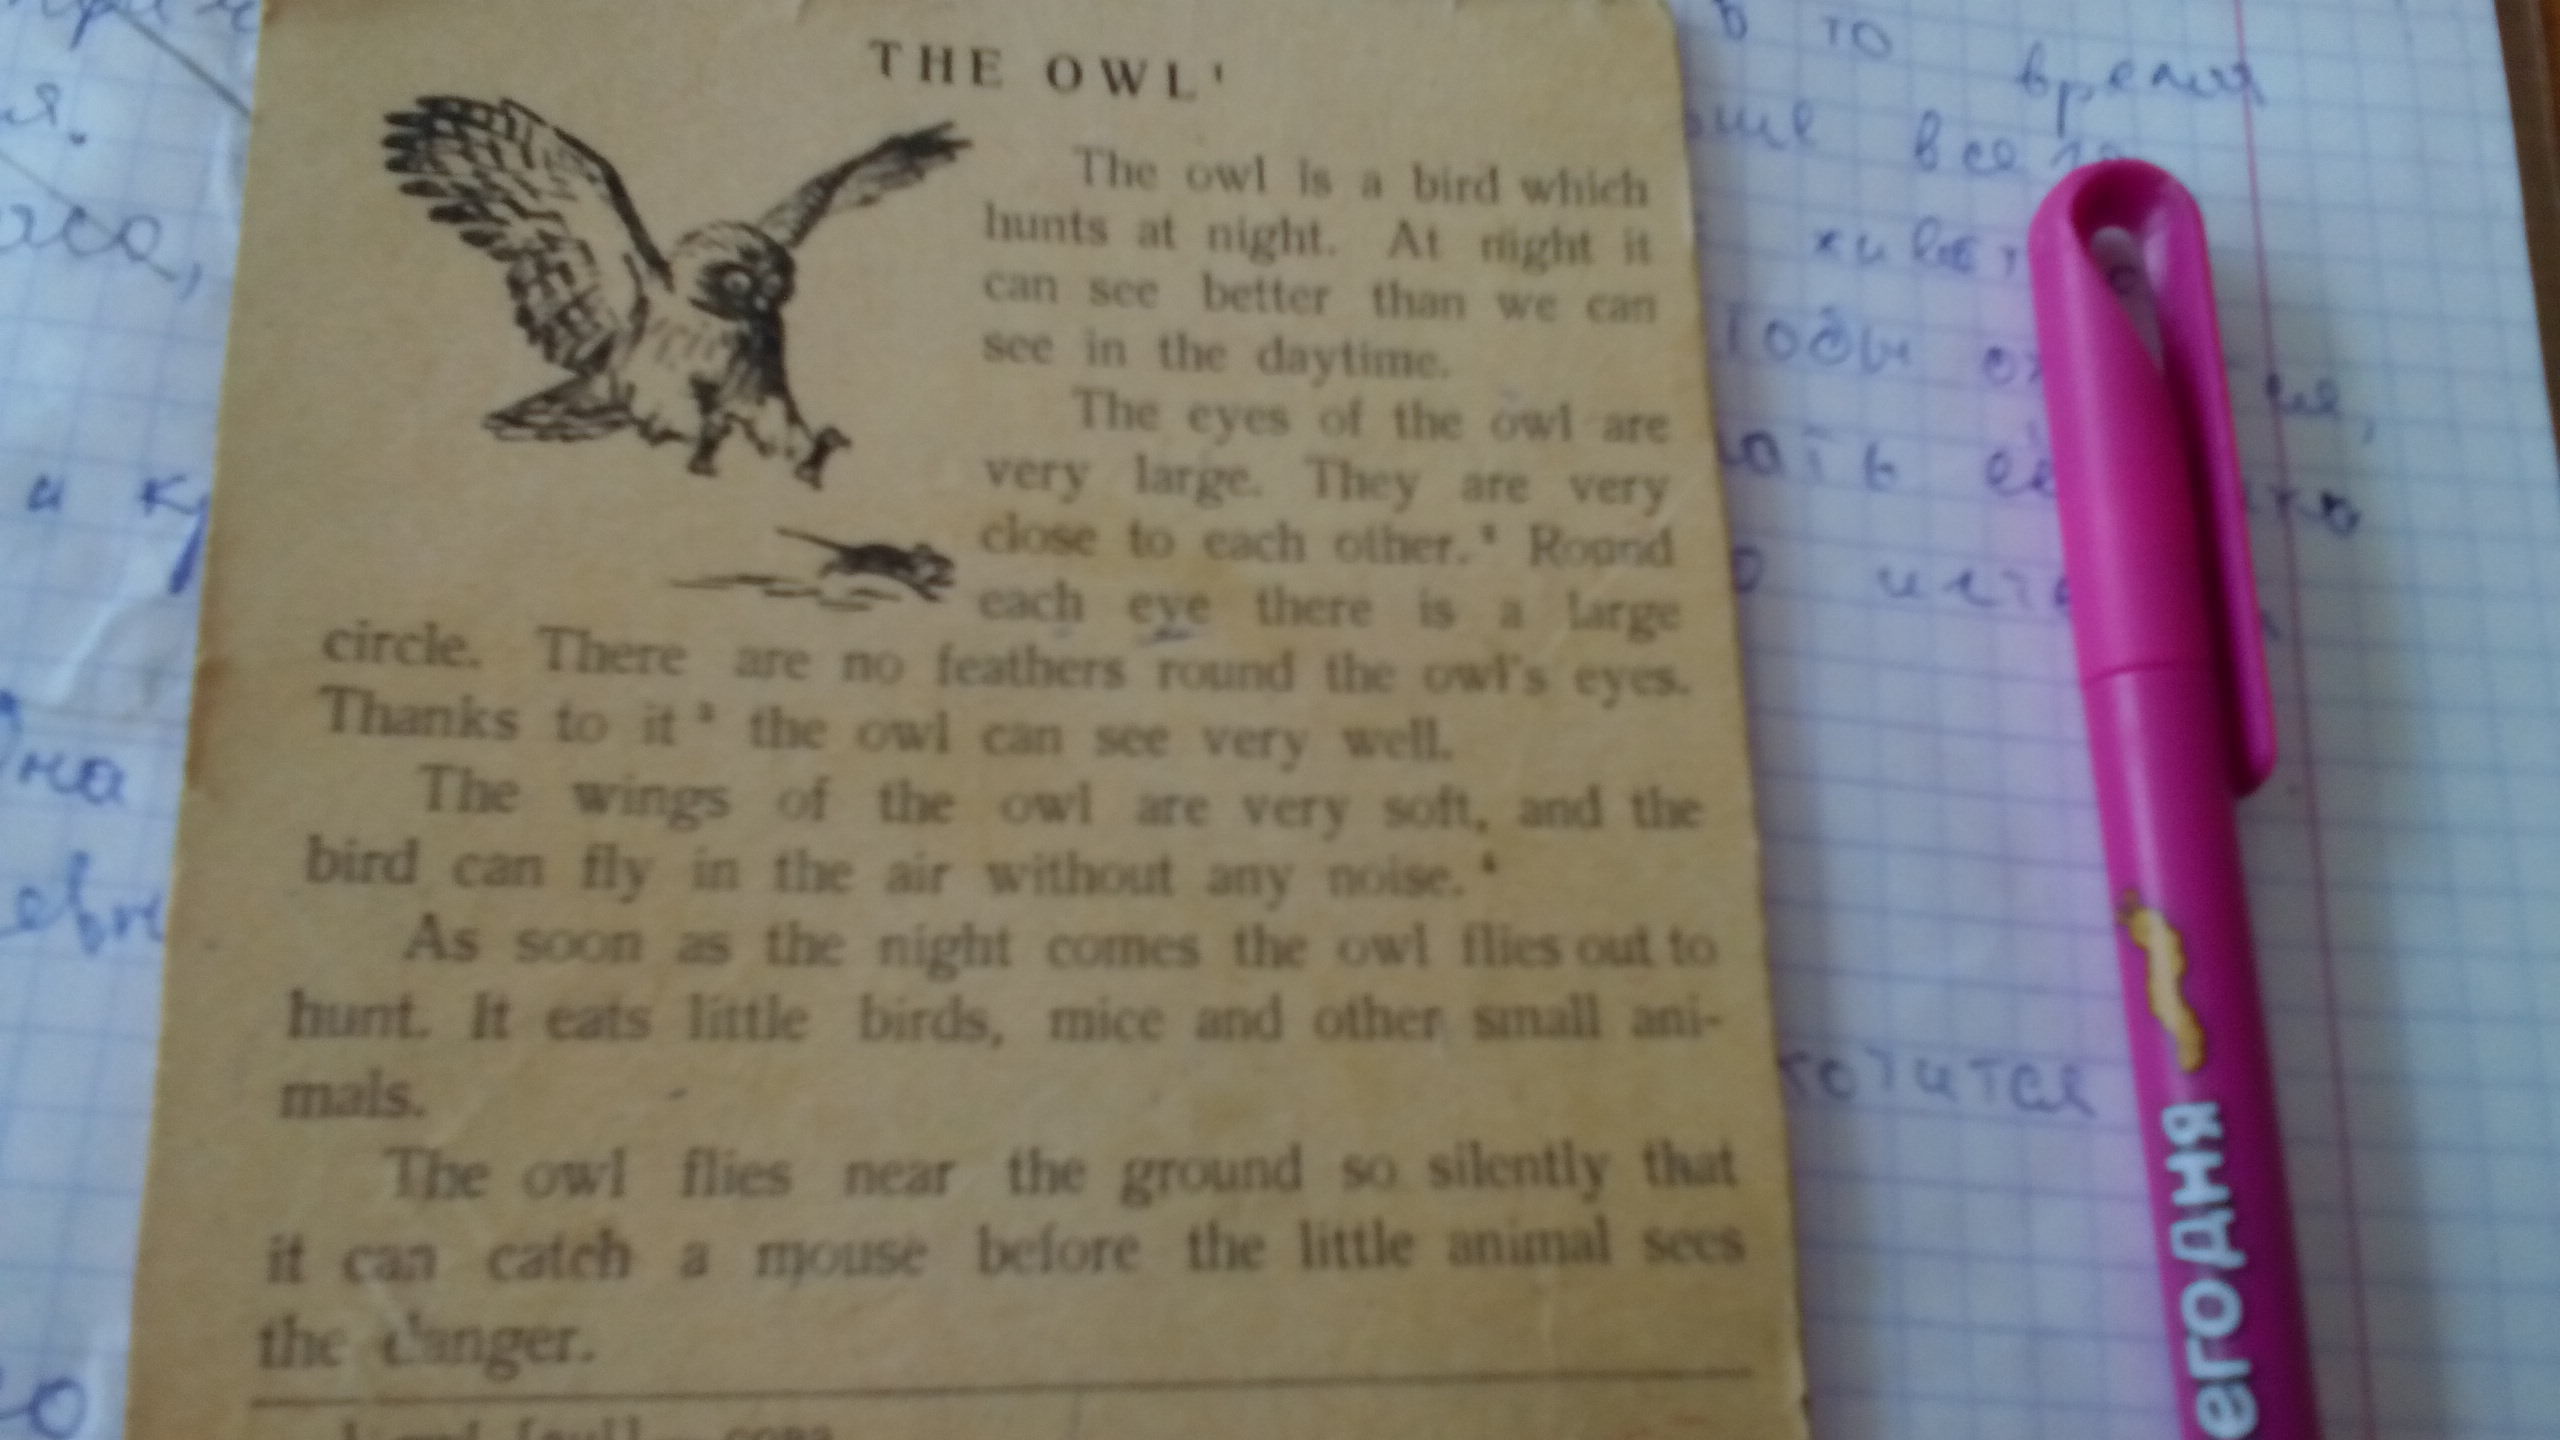 THE OWL¹
The owl is a bird which
hunts at night. At night it
can see better than we can
see in the daytime.
The eyes of the owl are
very large. They are very
close to each other.² Round
each eye there is a large
circle. There are no feathers round the owl's eyes.
Thanks to it³ the owl can see very well.
The wings of the owl are very soft, and the
bird can fly in the air without any noise.⁴
As soon as the night comes the owl flies out to
hunt. It eats little birds, mice and other small ani-
mals.
The owl flies near the ground so silently that
it can catch a mouse before the little animal sees
the danger.
в то время
всего
и
егодня